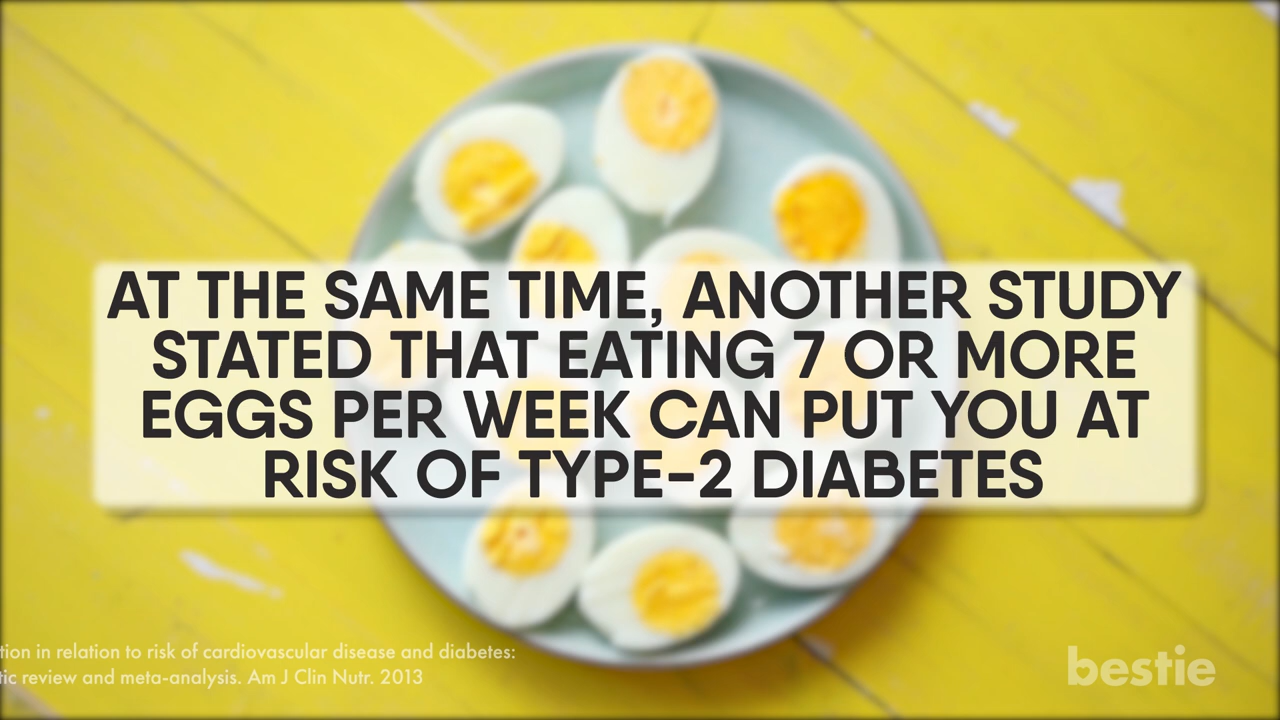 AT THE SAME TIME, ANOTHER STUDY
STATED THAT EATING 7 OR MORE
EGGS PER WEEK CAN PUT YOU AT
RISK OF TYPE-2 DIABETES
tion in relation to risk of cardiovascular disease and diabetes:
tic review and meta-analysis. Am J Clin Nutr. 2013
bestie